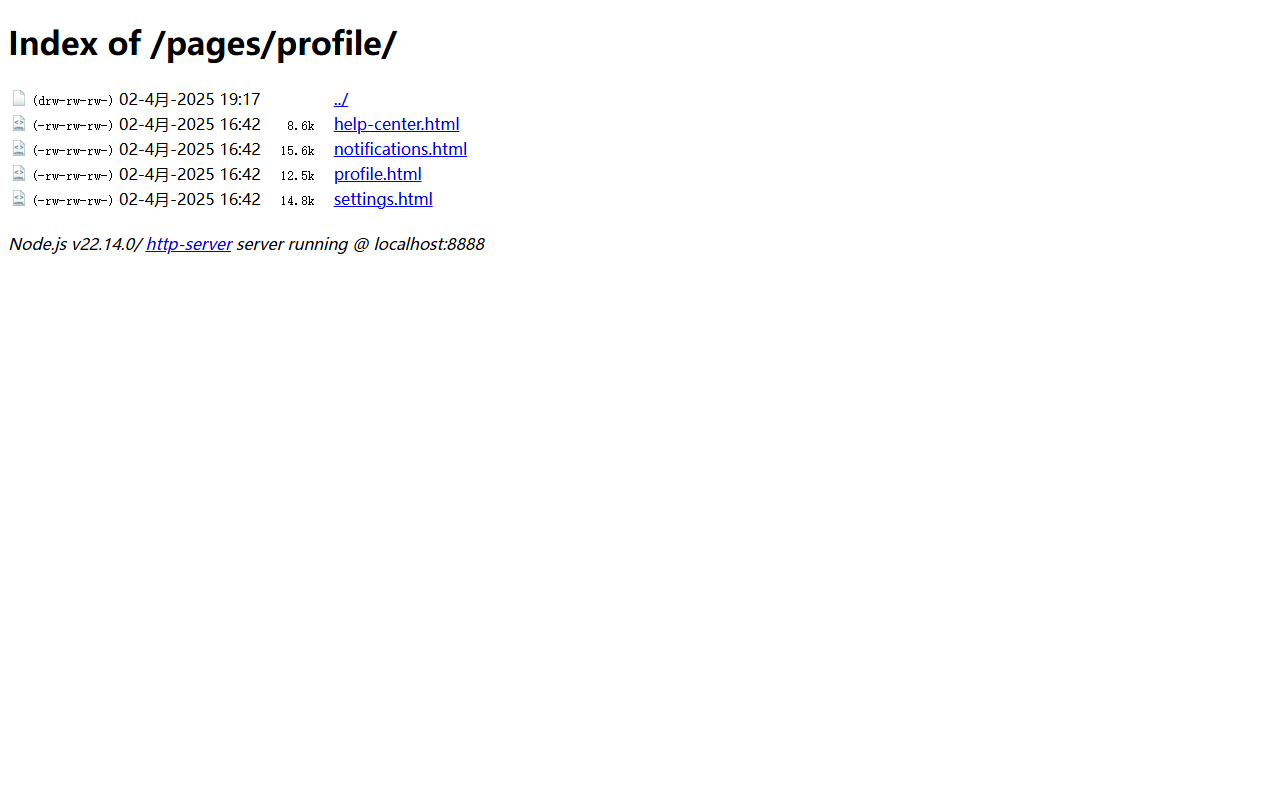 Index of /pages/profile/
(drw-rw-rw-) 02-4月-2025 19:17 ../
(-rw-rw-rw-) 02-4月-2025 16:42 8.6k help-center.html
(-rw-rw-rw-) 02-4月-2025 16:42 15.6k notifications.html
(-rw-rw-rw-) 02-4月-2025 16:42 12.5k profile.html
(-rw-rw-rw-) 02-4月-2025 16:42 14.8k settings.html
Node.js v22.14.0/ http-server server running @ localhost:8888